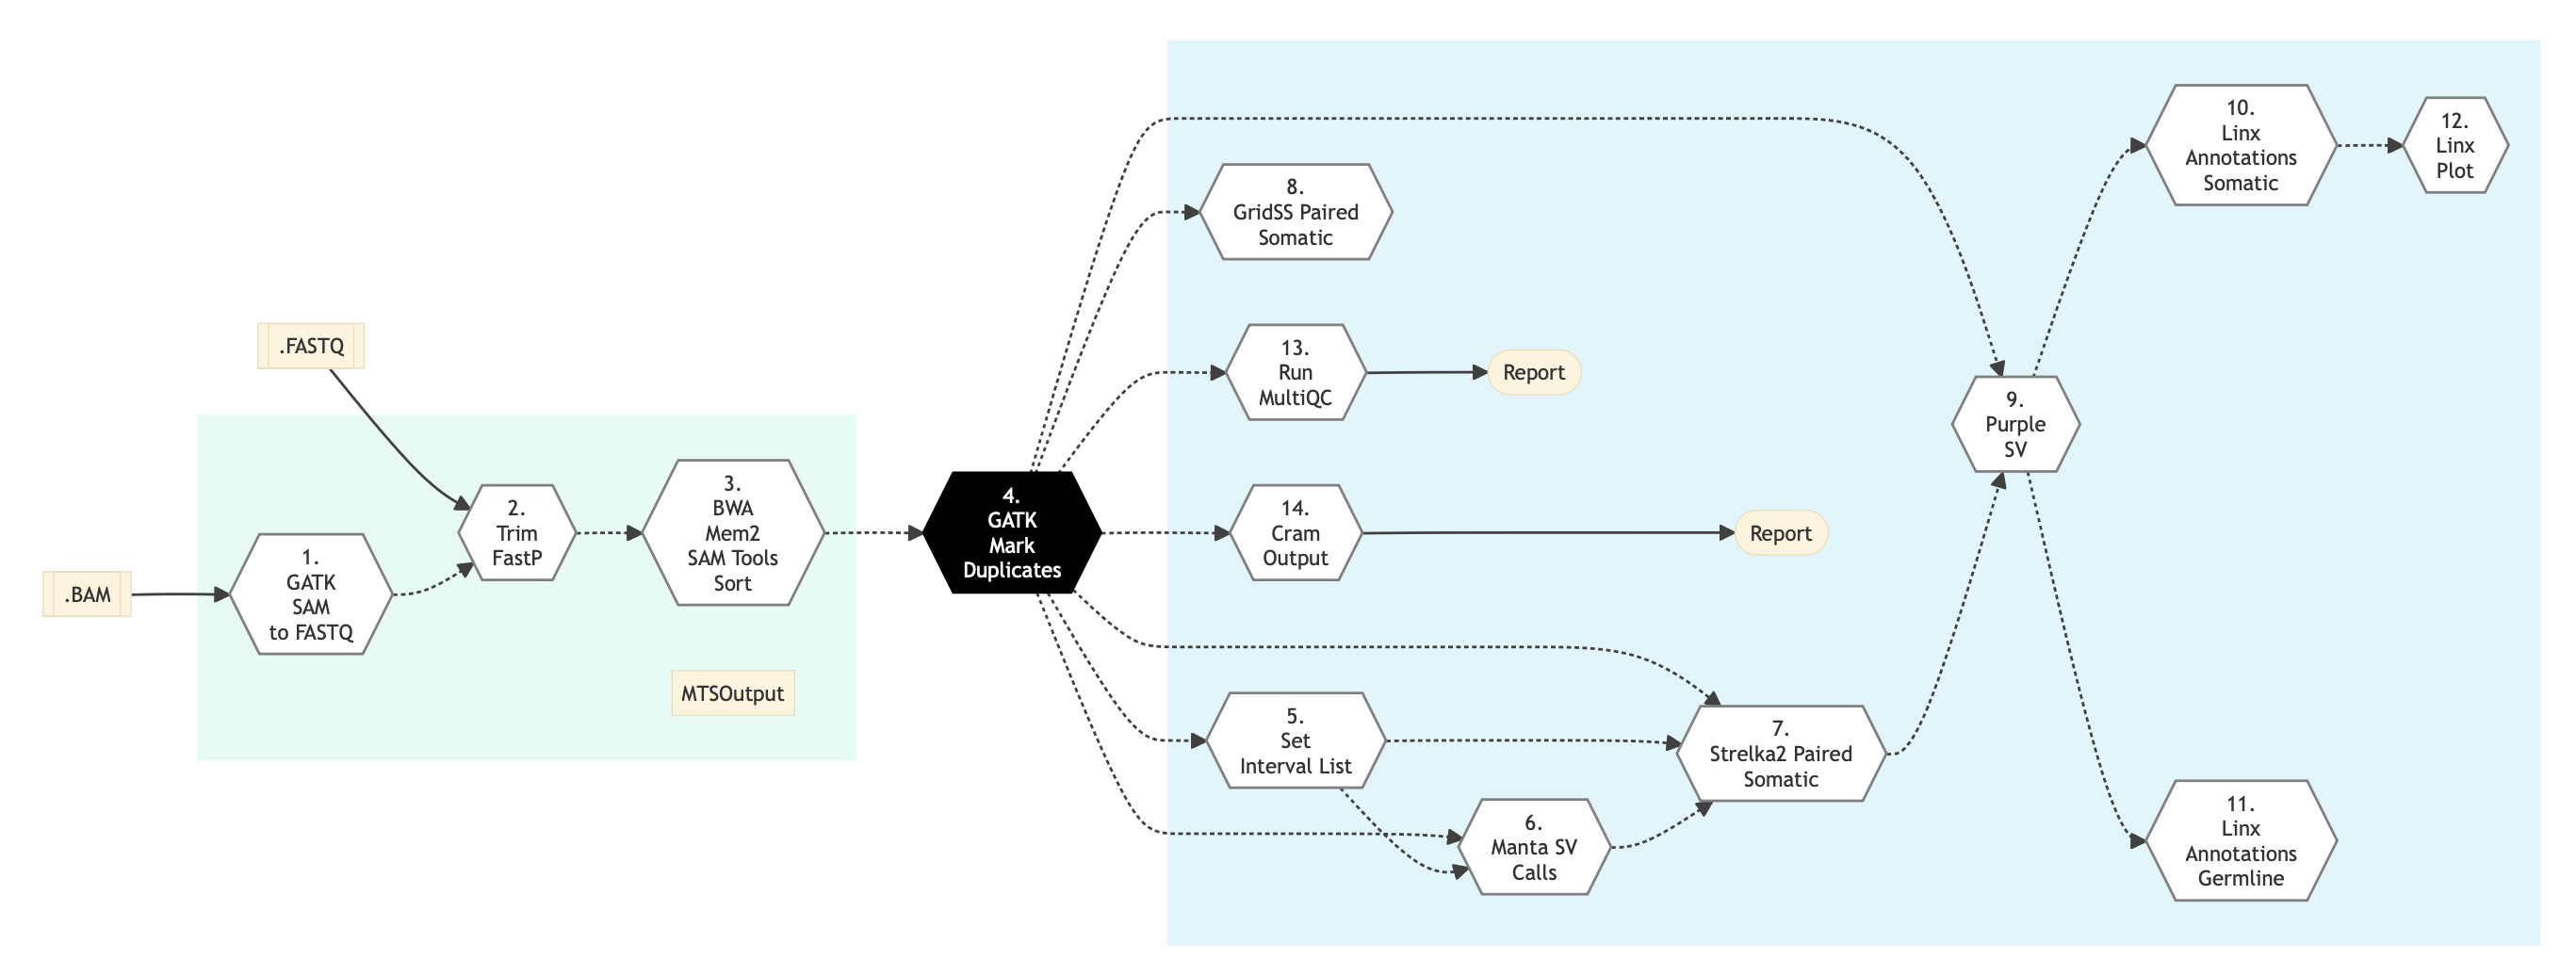 .BAM
.FASTQ
1.
GATK
SAM
to FASTQ
2.
Trim
FastP
3.
BWA
Mem2
SAM Tools
Sort
MTSOutput
4.
GATK
Mark
Duplicates
8.
GridSS Paired
Somatic
13.
Run
MultiQC
Report
14.
Cram
Output
Report
5.
Set
Interval List
6.
Manta SV
Calls
7.
Strelka2 Paired
Somatic
9.
Purple
SV
10.
Linx
Annotations
Somatic
12.
Linx
Plot
11.
Linx
Annotations
Germline